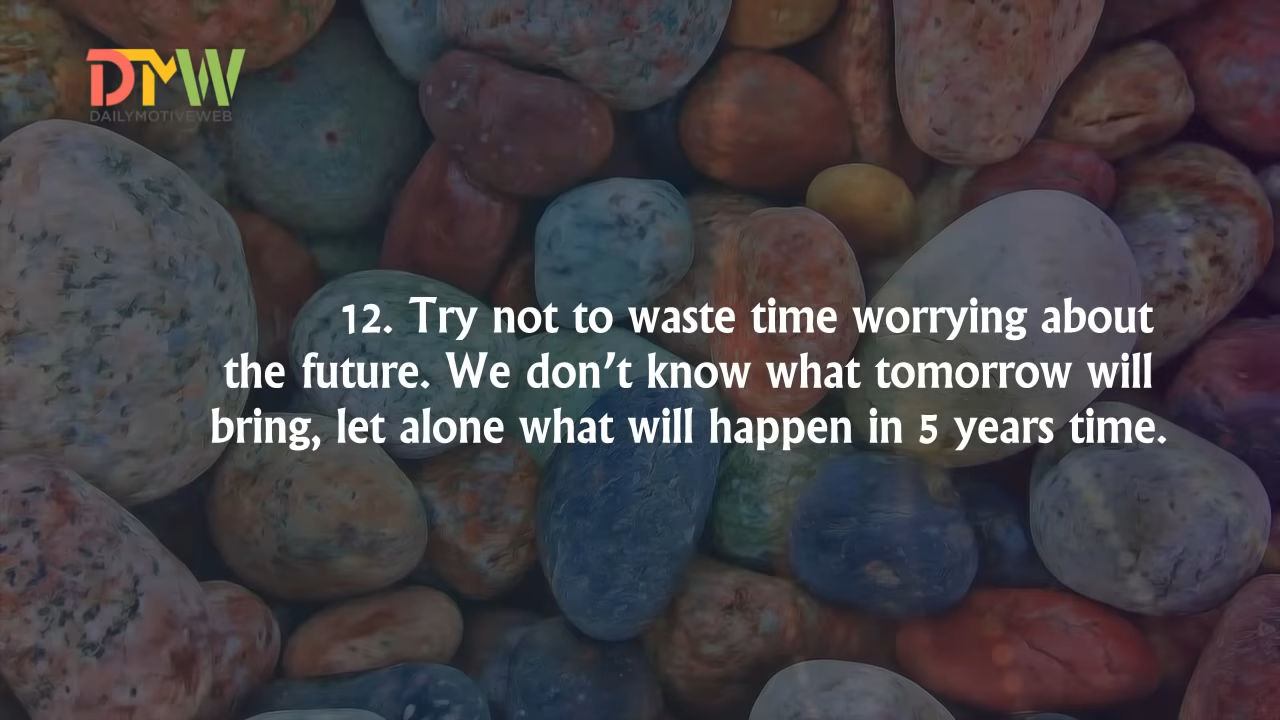 DTMW
DAILYMOTIVEWEB
12. Try not to waste time worrying about
the future. We don’t know what tomorrow will
bring, let alone what will happen in 5 years time.